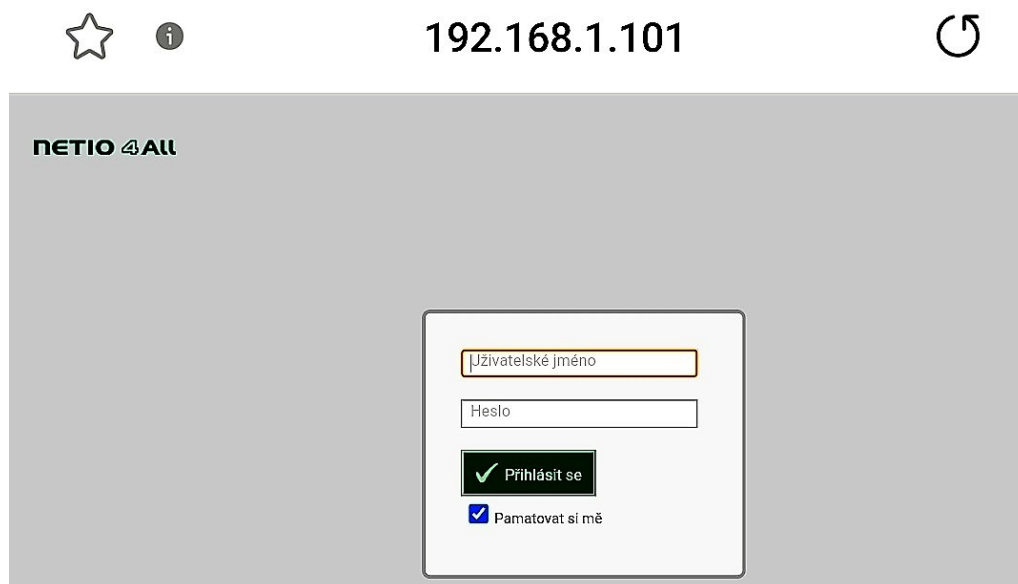 192.168.1.101
NETIO 4All
Uživatelské jméno
Heslo
Přihlásit se
Pamatovat si mě